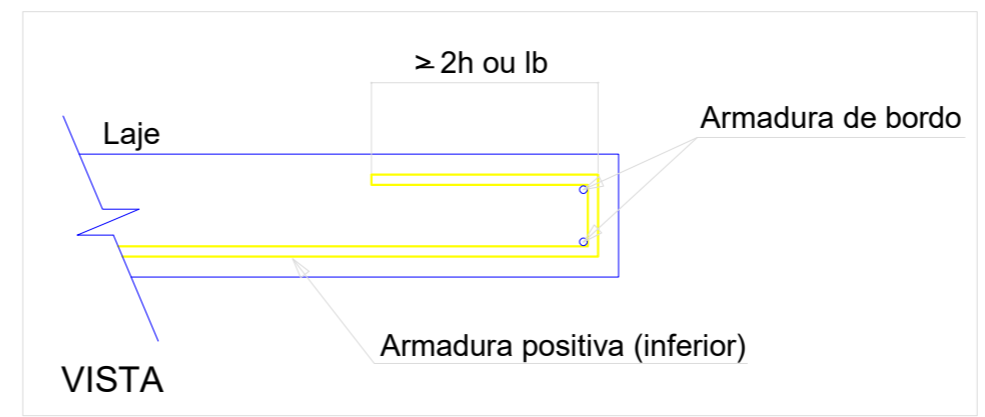 ≥ 2h ou lb
Armadura de bordo
Laje
Armadura positiva (inferior)
VISTA